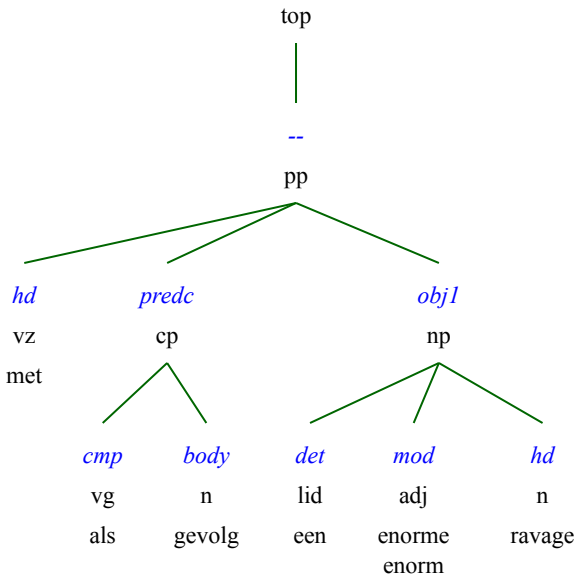 top
--
pp
hd predc obj1
vz cp np
met
cmp body det mod hd
vg n lid adj n
als gevolg een enorme ravage
enorm